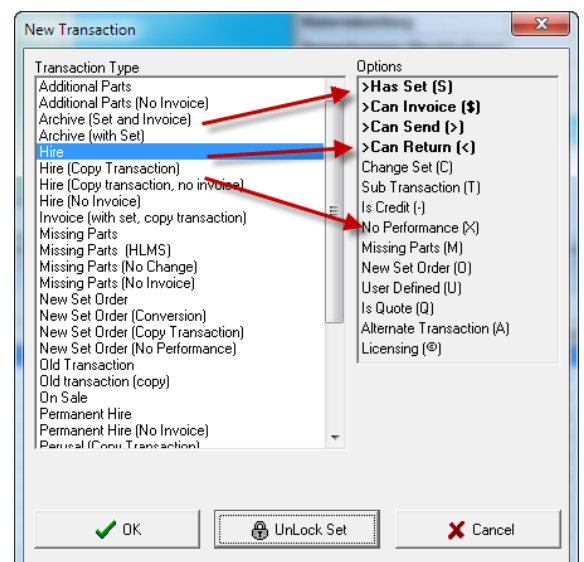 New Transaction
Transaction Type
Additional Parts
Additional Parts (No Invoice)
Archive (Set and Invoice)
Archive (with Set)
Hire
Hire (Copy Transaction)
Hire (Copy transaction, no invoice)
Hire (No Invoice)
Invoice (with set, copy transaction)
Missing Parts
Missing Parts (HLMS)
Missing Parts (No Change)
Missing Parts (No Invoice)
New Set Order
New Set Order (Conversion)
New Set Order (Copy Transaction)
New Set Order (No Performance)
Old Transaction
Old transaction (copy)
On Sale
Permanent Hire
Permanent Hire (No Invoice)
Perusal (Copy Transaction)
Options
>Has Set (S)
>Can Invoice ($)
>Can Send (>)
>Can Return (<)
Change Set (C)
Sub Transaction (T)
Is Credit (-)
No Performance (X)
Missing Parts (M)
New Set Order (O)
User Defined (U)
Is Quote (Q)
Alternate Transaction (A)
Licensing (©)
OK
UnLock Set
Cancel